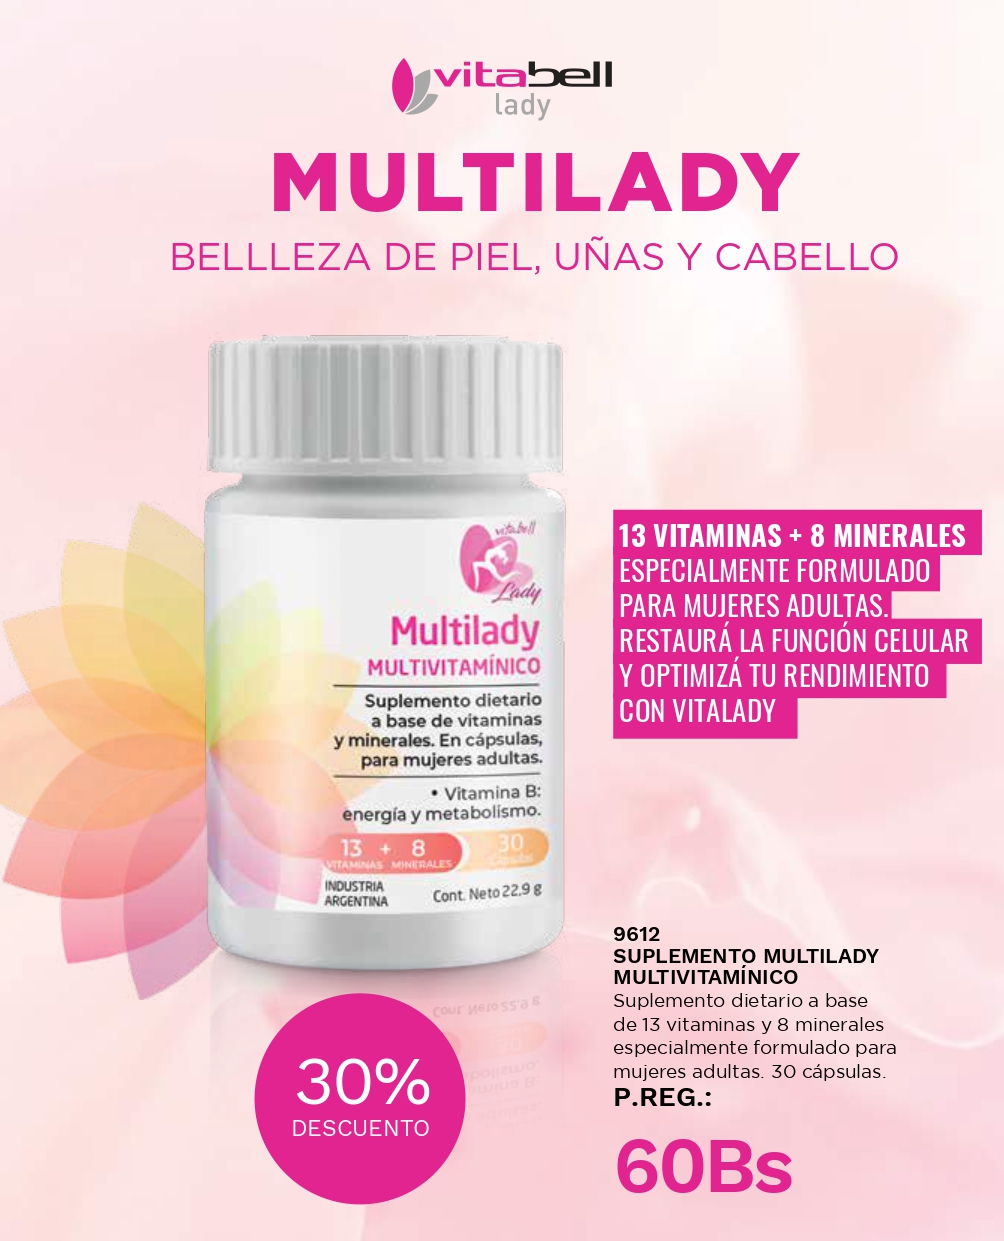 vitabell
lady
MULTILADY
BELLLEZA DE PIEL, UÑAS Y CABELLO
vitabell
Lady
Multilady
MULTIVITAMÍNICO
Suplemento dietario
a base de vitaminas
y minerales. En cápsulas,
para mujeres adultas.
• Vitamina B:
energía y metabolismo.
13 + 8 30
VITAMINAS MINERALES Cápsulas
INDUSTRIA
ARGENTINA
Cont. Neto 22,9 g
13 VITAMINAS + 8 MINERALES
ESPECIALMENTE FORMULADO
PARA MUJERES ADULTAS.
RESTAURÁ LA FUNCIÓN CELULAR
Y OPTIMIZÁ TU RENDIMIENTO
CON VITALADY
9612
SUPLEMENTO MULTILADY
MULTIVITAMÍNICO
Suplemento dietario a base
de 13 vitaminas y 8 minerales
especialmente formulado para
mujeres adultas. 30 cápsulas.
P.REG.:
60Bs
30%
DESCUENTO